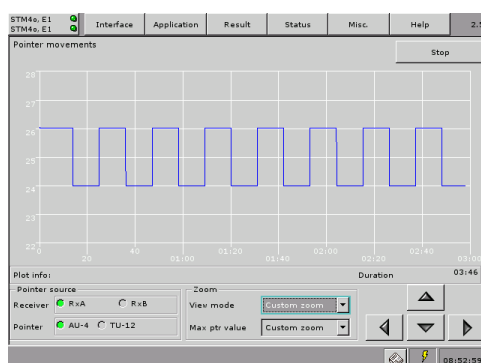 STM4o, E1
STM4o, E1
Interface Application Result Status Misc. Help 2.5
Pointer movements
Stop
28
27
26
25
24
23
22
20 40 01:00 01:20 01:40 02:00 02:20 02:40 03:00
Plot info: Duration 03:46
Pointer source
Receiver RxA RxB
Pointer AU-4 TU-12
Zoom
View mode Custom zoom
Max ptr value Custom zoom
08:52:59